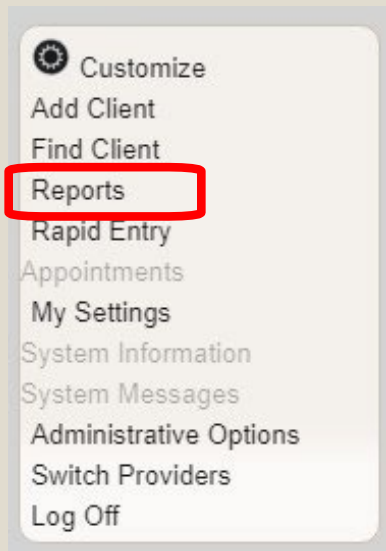 Customize
Add Client
Find Client
Reports
Rapid Entry
Appointments
My Settings
System Information
System Messages
Administrative Options
Switch Providers
Log Off